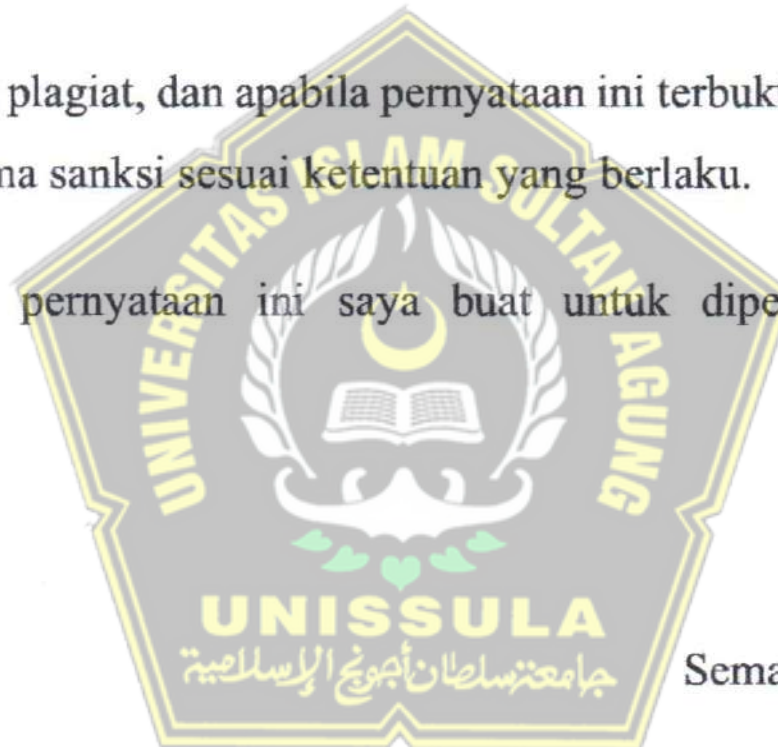 plagiat, dan apabila pernyataan ini terbukt
na sanksi sesuai ketentuan yang berlaku.
UNIVERSITAS ISLAM SULTAN AGUNG
pernyataan ini saya buat untuk dipe
UNISSULA
جامعة سلطان أجونج الإسلامية
Sema